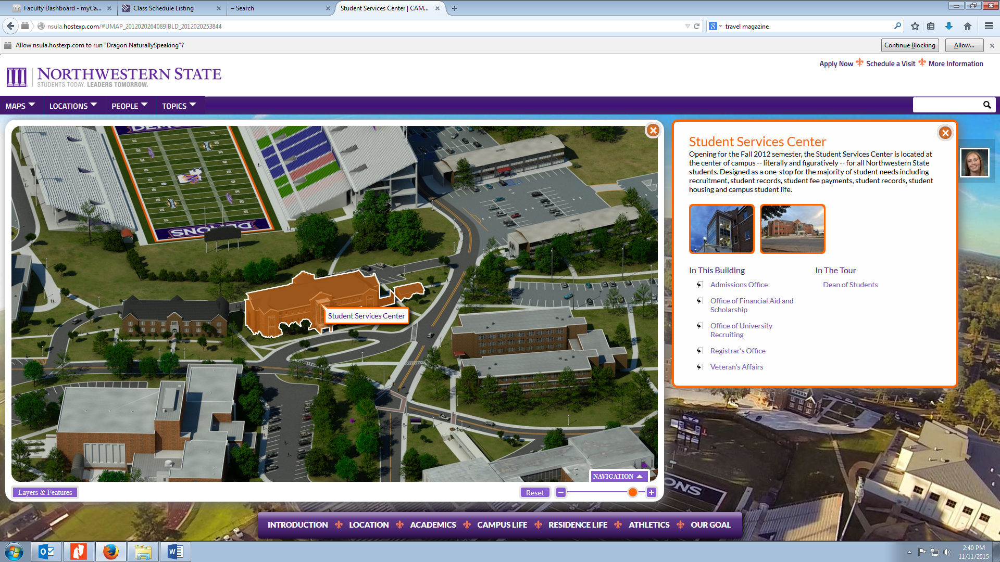 Faculty Dashboard - myCa...
Class Schedule Listing
– Search
Student Services Center | CAM...
nsula.hostexp.com/#UMAP_2012020264089|BLD_2012020253844
travel magazine
Allow nsula.hostexp.com to run "Dragon NaturallySpeaking"?
Continue Blocking
Allow...
Apply Now
Schedule a Visit
More Information
NORTHWESTERN STATE
STUDENTS TODAY. LEADERS TOMORROW.
MAPS
LOCATIONS
PEOPLE
TOPICS
DEMONS
DEMONS
Student Services Center
Student Services Center
Opening for the Fall 2012 semester, the Student Services Center is located at
the center of campus -- literally and figuratively -- for all Northwestern State
students. Designed as a one-stop for the majority of student needs including
recruitment, student records, student fee payments, student records, student
housing and campus student life.
In This Building
Admissions Office
Office of Financial Aid and
Scholarship
Office of University
Recruiting
Registrar's Office
Veteran's Affairs
In The Tour
Dean of Students
NAVIGATION
Layers & Features
Reset
ONS
INTRODUCTION
LOCATION
ACADEMICS
CAMPUS LIFE
RESIDENCE LIFE
ATHLETICS
OUR GOAL
2:40 PM
11/11/2015